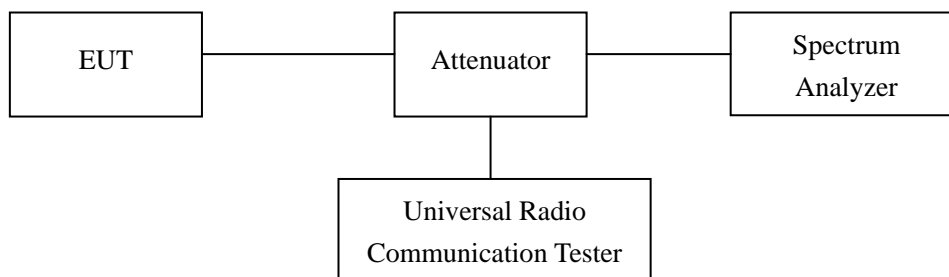 EUT
Attenuator
Spectrum
Analyzer
Universal Radio
Communication Tester